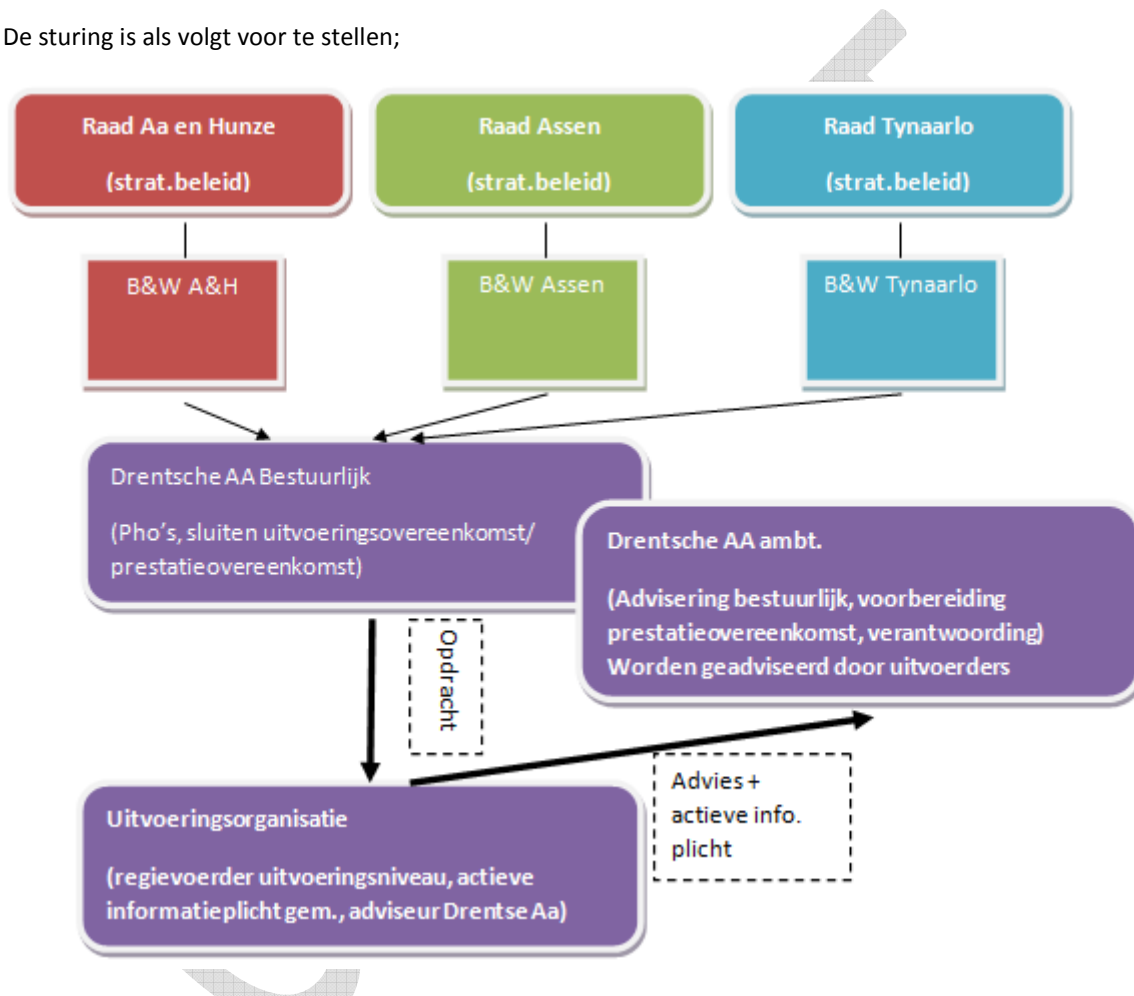 De sturing is als volgt voor te stellen;
Raad Aa en Hunze
(strat.beleid)
Raad Assen
(strat.beleid)
Raad Tynaarlo
(strat.beleid)
B&W A&H
B&W Assen
B&W Tynaarlo
Drentsche AA Bestuurlijk
(Pho's, sluiten uitvoeringsovereenkomst/
prestatieovereenkomst)
Drentsche AA ambt.
(Advisering bestuurlijk, voorbereiding
prestatieovereenkomst, verantwoording)
Worden geadviseerd door uitvoerders
Opdracht
Advies +
actieve info.
plicht
Uitvoeringsorganisatie
(regievoerder uitvoeringsniveau, actieve
informatieplicht gem., adviseur Drentse Aa)